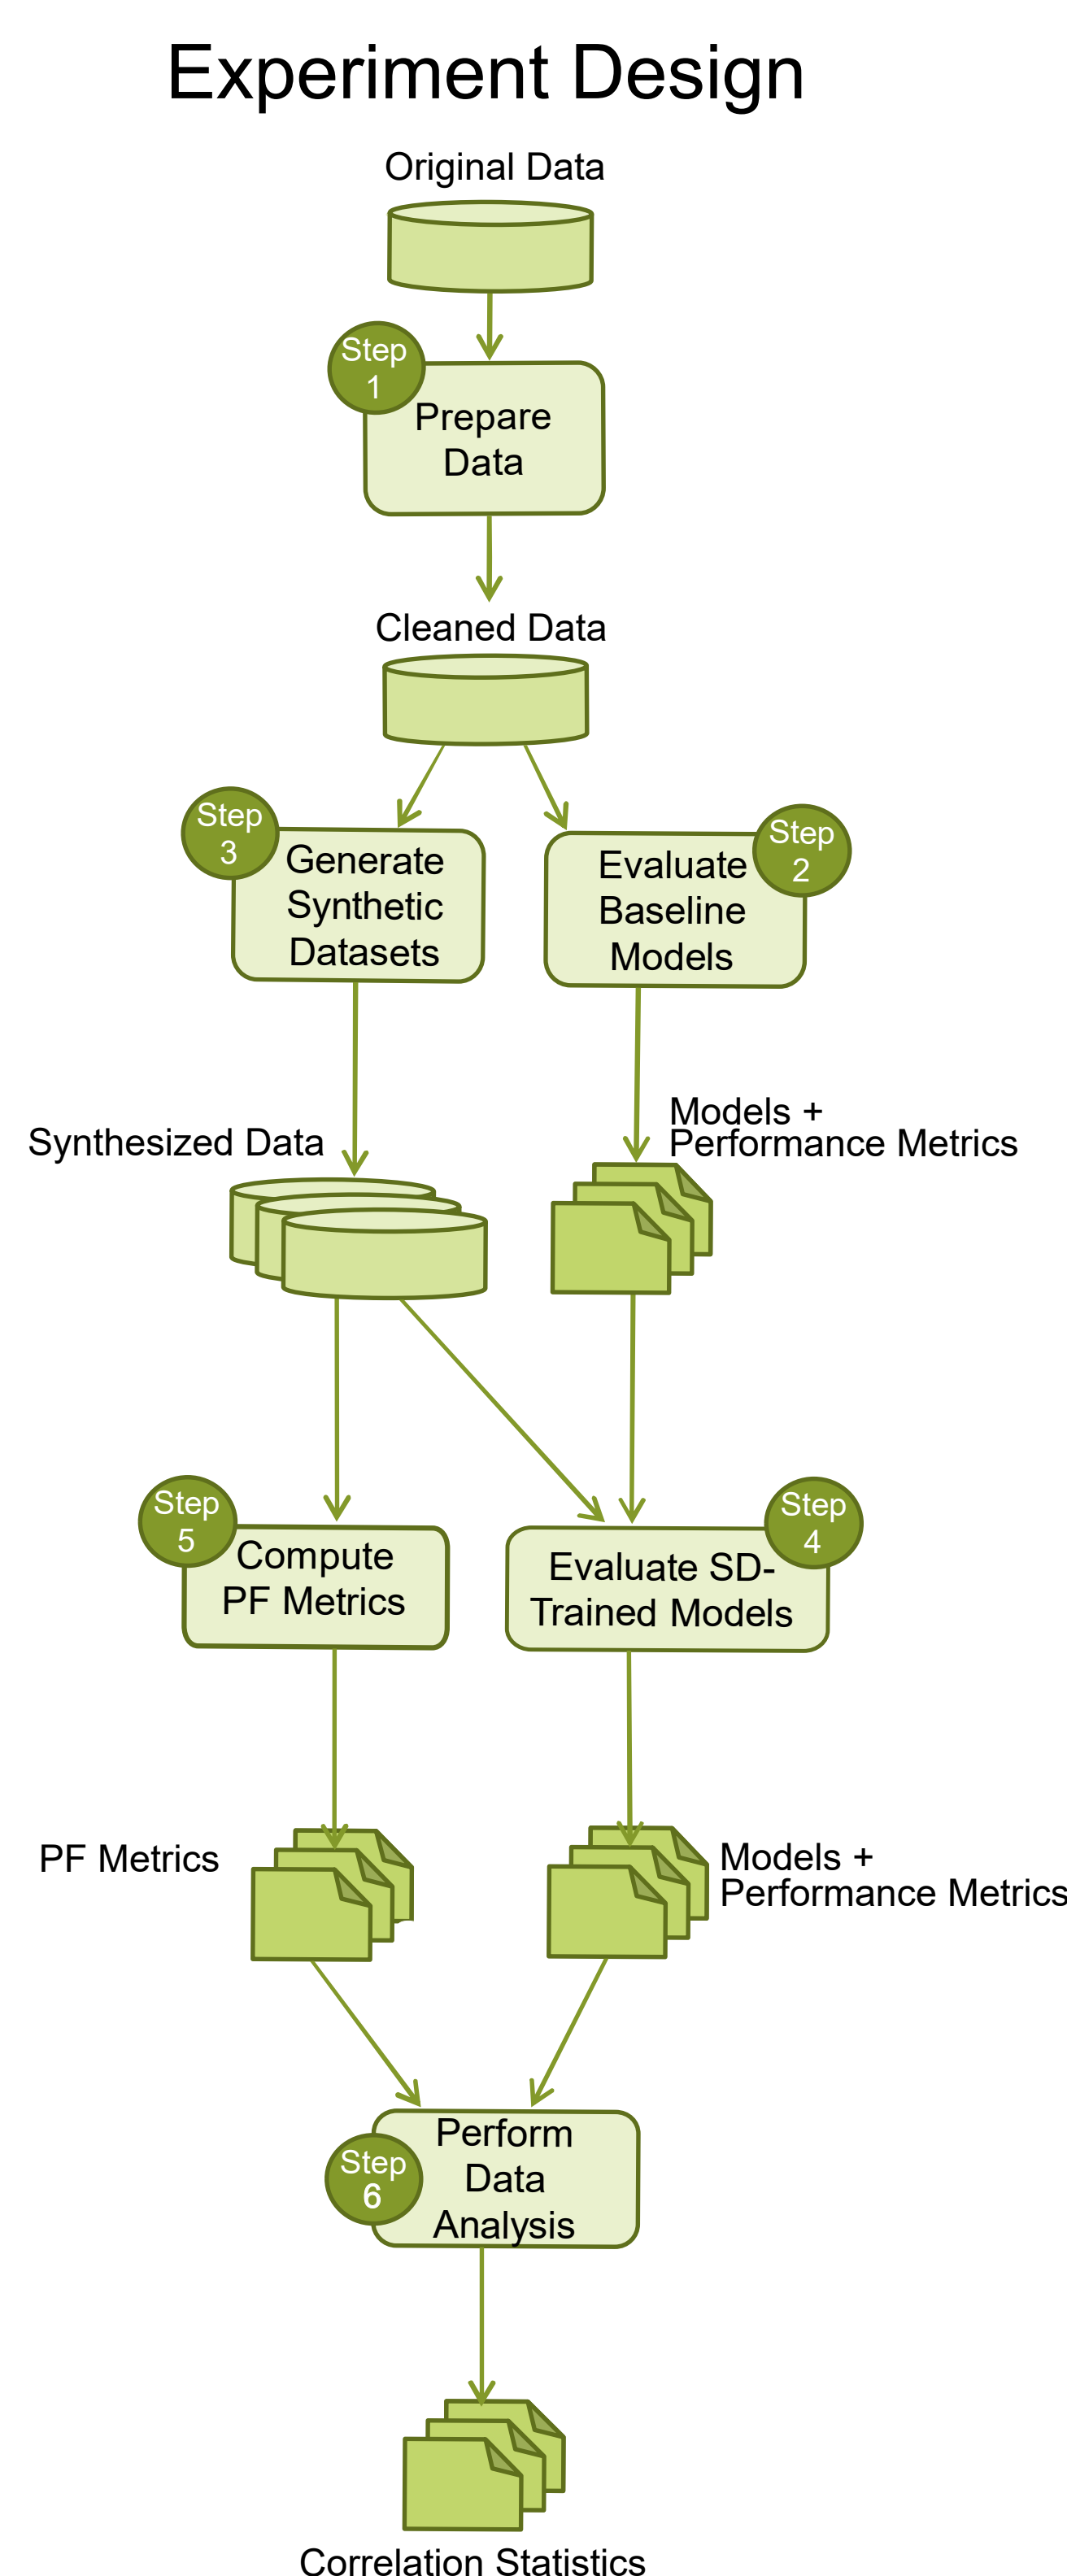 Experiment Design
Original Data
Step
1
Prepare
Data
Cleaned Data
Step
3
Generate
Synthetic
Datasets
Step
2
Evaluate
Baseline
Models
Synthesized Data
Models +
Performance Metrics
Step
5
Compute
PF Metrics
Step
4
Evaluate SD-
Trained Models
PF Metrics
Models +
Performance Metrics
Step
6
Perform
Data
Analysis
Correlation Statistics